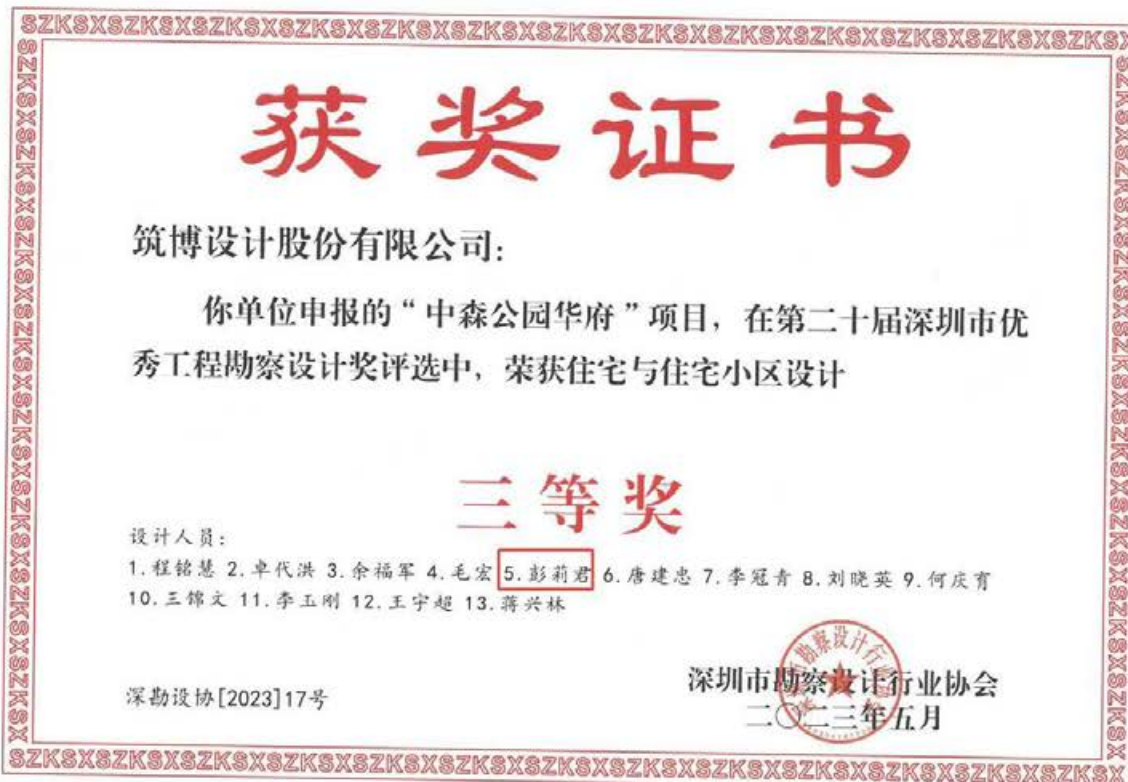 SZKSXSZKSXSZKSXSZKSXSZKSXSZKSXSZKSXSZKSXSZKSXSZKSX
获奖证书
筑博设计股份有限公司：
你单位申报的“中森公园华府”项目，在第二十届深圳市优
秀工程勘察设计奖评选中，荣获住宅与住宅小区设计
三等奖
设计人员：
1.程铭慧 2.卓代洪 3.余福军 4.毛宏 5.彭莉君 6.唐建忠 7.李冠青 8.刘晓英 9.何庆育
10.三锦文 11.李玉刚 12.王宇超 13.蒋兴林
深勘设协[2023]17号
深圳市勘察设计行业协会
二〇二三年五月